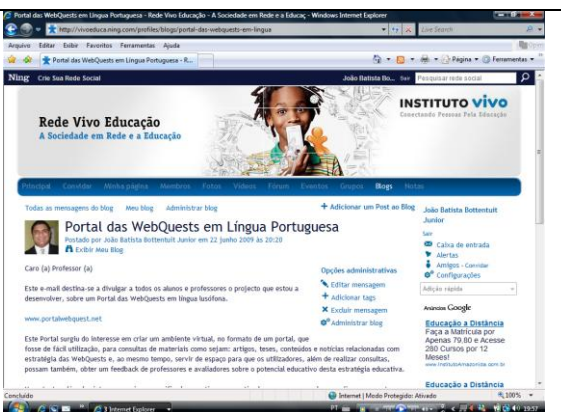 Portal das WebQuests em Língua Portuguesa - Rede Vivo Educação - A Sociedade em Rede e a Educaç - Windows Internet Explorer
http://vivoeduca.ning.com/profiles/blogs/portal-das-webquests-em-lingua
Live Search
Arquivo Editar Exibir Favoritos Ferramentas Ajuda
Portal das WebQuests em Língua Portuguesa - R...
Página Ferramentas
Ning Crie Sua Rede Social
João Batista Bo... Sair Pesquisar rede social
Rede Vivo Educação
A Sociedade em Rede e a Educação
INSTITUTO vivo
Conectando Pessoas Pela Educação
Principal Convidar Minha página Membros Fotos Vídeos Fórum Eventos Grupos Blogs Notas
Todas as mensagens do blog Meu blog Administrar blog
+ Adicionar um Post ao Blog
Portal das WebQuests em Língua Portuguesa
Postado por João Batista Bottentuit Junior em 22 junho 2009 às 20:20
Exibir Meu Blog
Caro (a) Professor (a)
Este e-mail destina-se a divulgar a todos os alunos e professores o projecto que estou a
desenvolver, sobre um Portal das WebQuests em língua lusófona.
www.portalwebquest.net
Este Portal surgiu do interesse em criar um ambiente virtual, no formato de um portal, que
fosse de fácil utilização, para consultas de materiais como sejam: artigos, teses, conteúdos e notícias relacionadas com
estratégia das WebQuests e, ao mesmo tempo, servir de espaço para que os utilizadores, além de realizar consultas,
possam também, obter um feedback de professores e avaliadores sobre o potencial educativo desta estratégia educativa.
Opções administrativas
Editar mensagem
+ Adicionar tags
Excluir mensagem
Administrar blog
João Batista Bottentuit
Junior
Sair
Caixa de entrada
Alertas
Amigos - Convidar
Configurações
Adição rápida
Anúncios Google
Educação a Distância
Faça a Matrícula por
Apenas 79,80 e Acesse
280 Cursos por 12
Meses!
www.InstitutoAmazonista.com.br
Educação a Distância
Concluído
Internet | Modo Protegido: Ativado
100%
3 Internet Explorer
PT
19:57